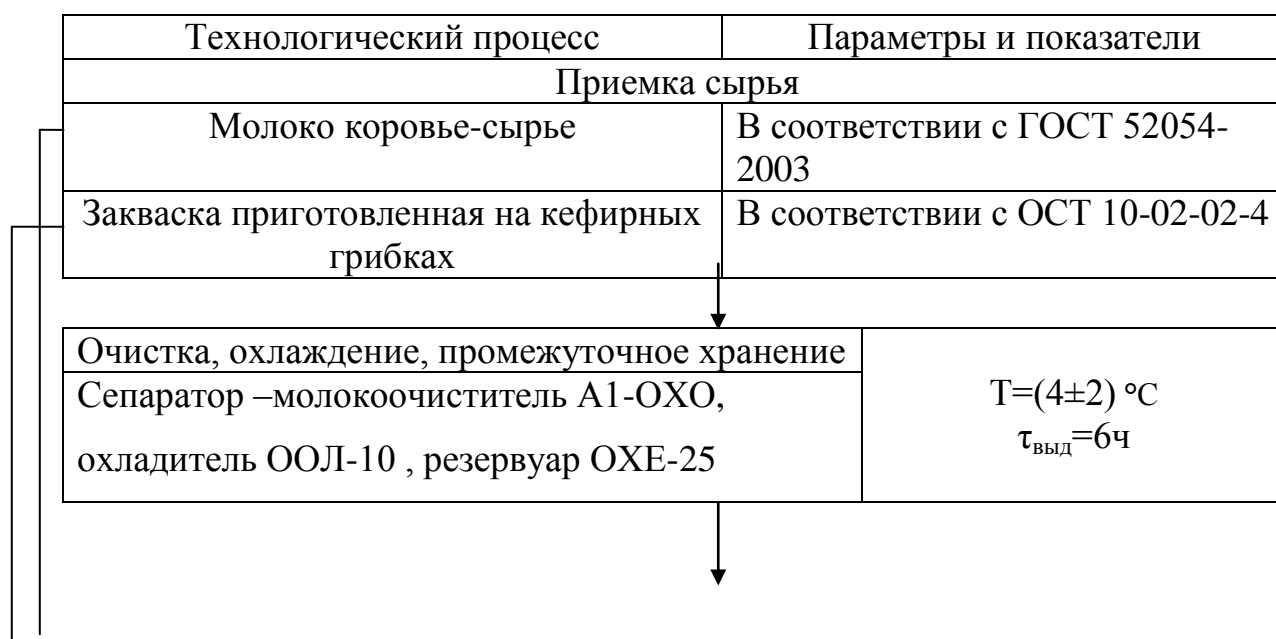 Технологический процесс
Параметры и показатели
Приемка сырья
Молоко коровье-сырье
В соответствии с ГОСТ 52054-
2003
Закваска приготовленная на кефирных
грибках
В соответствии с ОСТ 10-02-02-4
Очистка, охлаждение, промежуточное хранение
Сепаратор –молокоочиститель А1-ОХО,
охладитель ООЛ-10 , резервуар ОХЕ-25
Т=(4±2) °С
τвыд=6ч